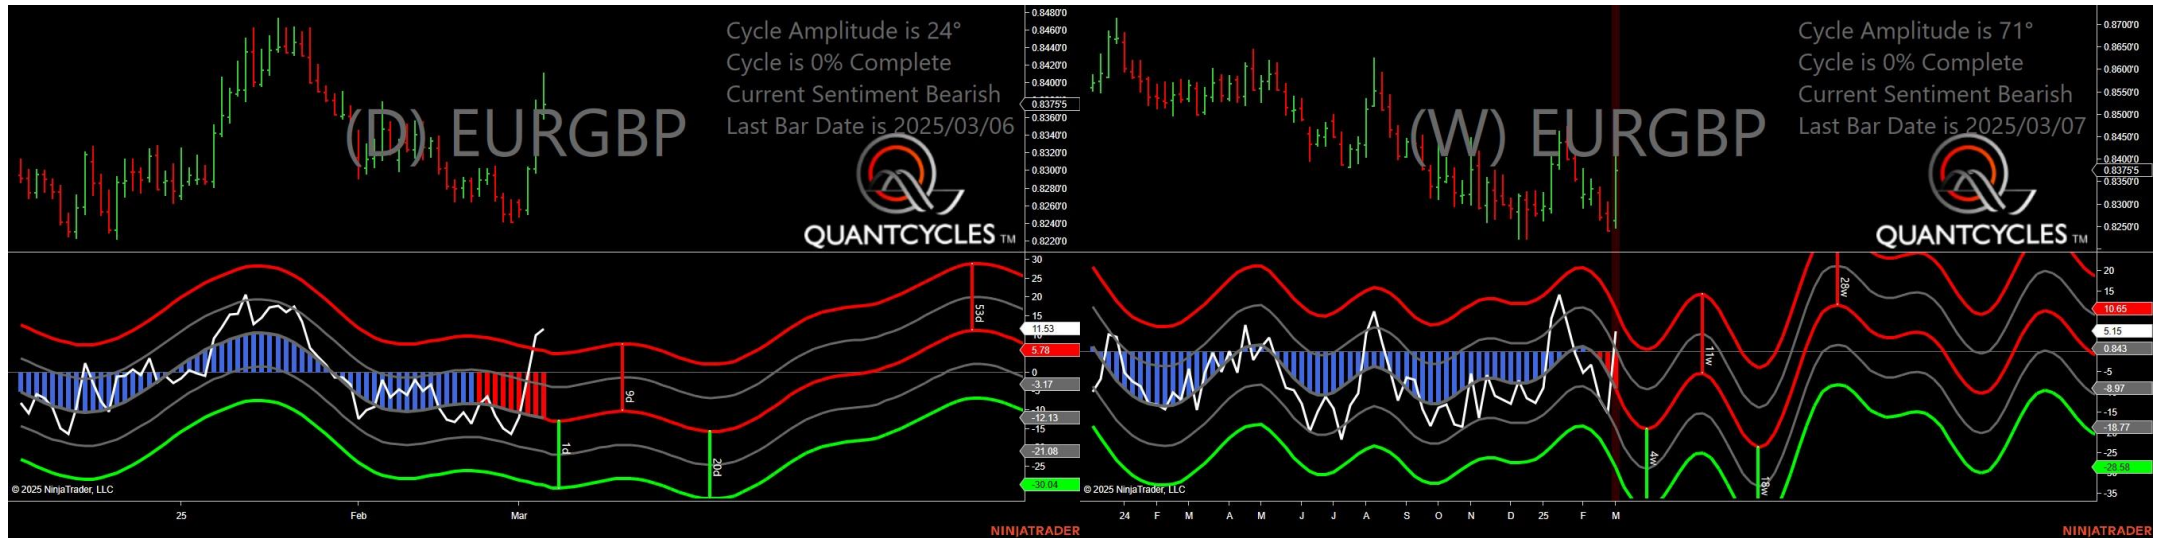 Cycle Amplitude is 24°
Cycle is 0% Complete
Current Sentiment Bearish
Last Bar Date is 2025/03/06
(D) EURGBP
QUANTCYCLES TM
0.8480'0
0.8460'0
0.8440'0
0.8420'0
0.8400'0
0.8375'5
0.8360'0
0.8340'0
0.8320'0
0.8300'0
0.8280'0
0.8260'0
0.8240'0
0.8220'0
30
25
20
15
11.53
5.78
0
-3.17
-12.13
-15
-21.08
-25
-30.04
1d
9d
20d
53d
© 2025 NinjaTrader, LLC
25
Feb
Mar
NINJATRADER
Cycle Amplitude is 71°
Cycle is 0% Complete
Current Sentiment Bearish
Last Bar Date is 2025/03/07
(W) EURGBP
QUANTCYCLES TM
0.8700'0
0.8650'0
0.8600'0
0.8550'0
0.8500'0
0.8450'0
0.8400'0
0.8375'5
0.8350'0
0.8300'0
0.8250'0
20
15
10.65
5.15
0.843
-5
-8.97
-15
-18.77
-28.58
-35
4w
11w
18w
28w
© 2025 NinjaTrader, LLC
24 F M A M J J A S O N D 25 F M
NINJATRADER